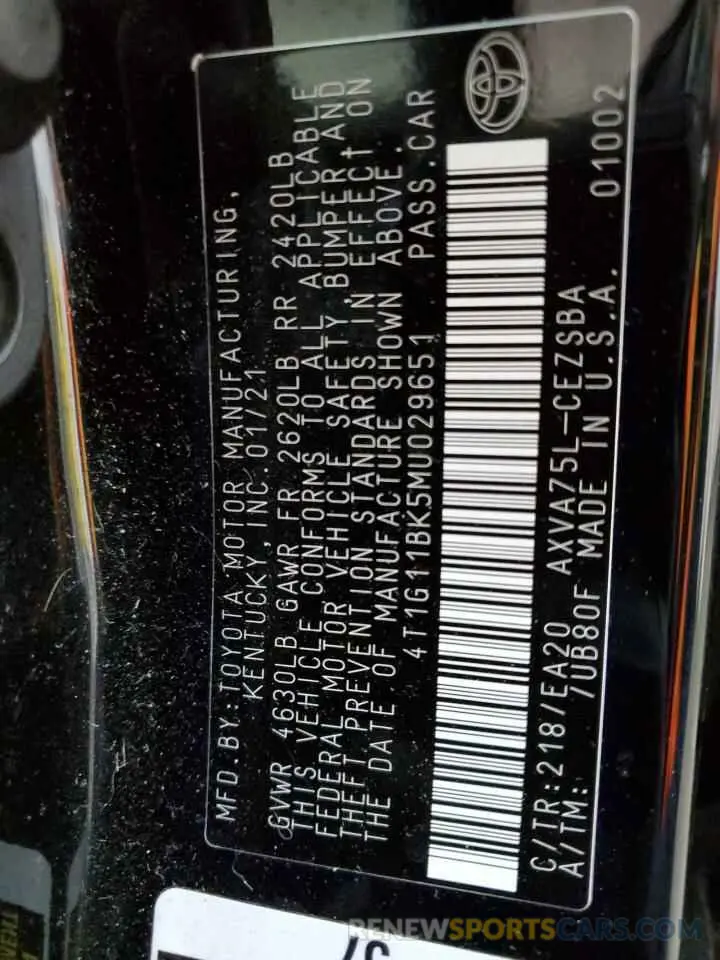 MFD.BY:TOYOTA MOTOR MANUFACTURING,
KENTUCKY,INC.01/21
GVWR 4630LB GAWR FR 2620LB RR 2420LB
THIS VEHICLE CONFORMS TO ALL APPLICABLE
FEDERAL MOTOR VEHICLE SAFETY,BUMPER AND
THEFT PREVENTION STANDARDS IN EFFECT ON
THE DATE OF MANUFACTURE SHOWN ABOVE.
4T1G11BK5MU029651 PASS.CAR
C/TR:218/EA20 AXVA75L-CEZSBA
A/TM: /UB80F MADE IN U.S.A. 01002
RENEWSPORTSCARS.COM